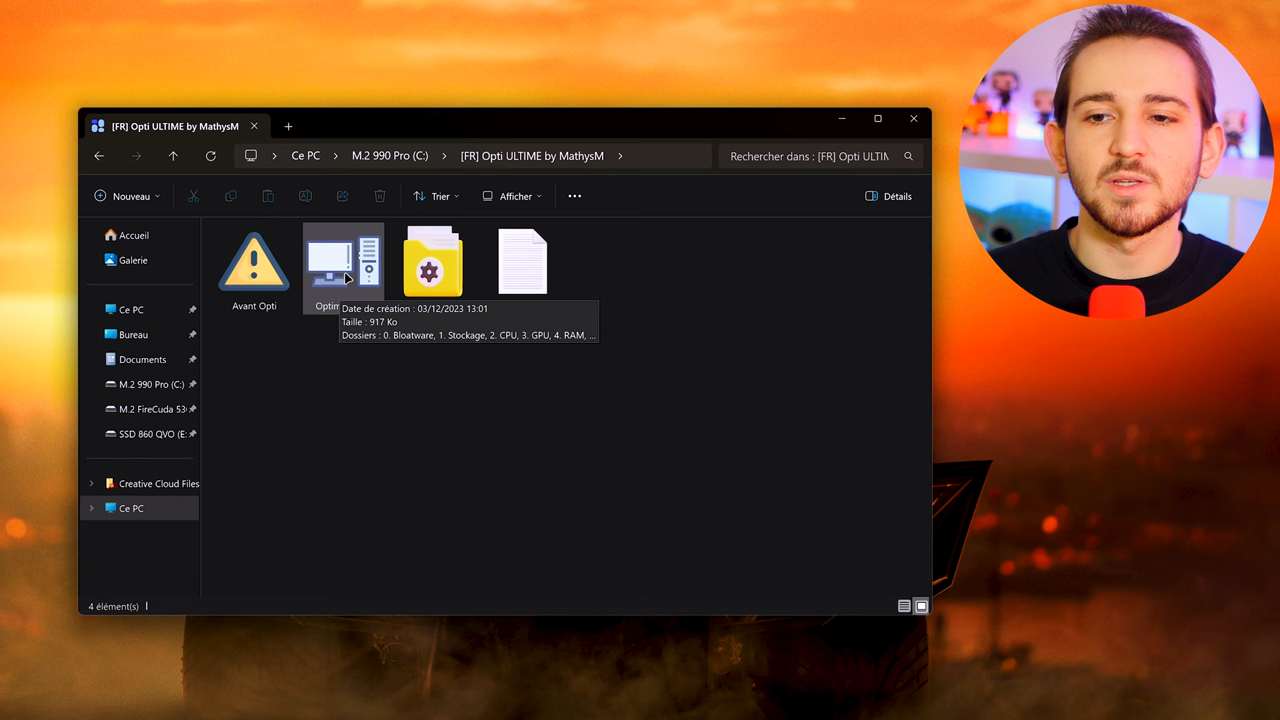 [FR] Opti ULTIME by MathysM
Ce PC
M.2 990 Pro (C:)
[FR] Opti ULTIME by MathysM
Rechercher dans : [FR] Opti ULTIM
Nouveau
Trier
Afficher
Détails
Accueil
Galerie
Ce PC
Bureau
Documents
M.2 990 Pro (C:)
M.2 FireCuda 530
SSD 860 QVO (E:
Creative Cloud Files
Ce PC
Avant Opti
Optim
Date de création : 03/12/2023 13:01
Taille : 917 Ko
Dossiers : 0. Bloatware, 1. Stockage, 2. CPU, 3. GPU, 4. RAM, ...
4 élément(s)